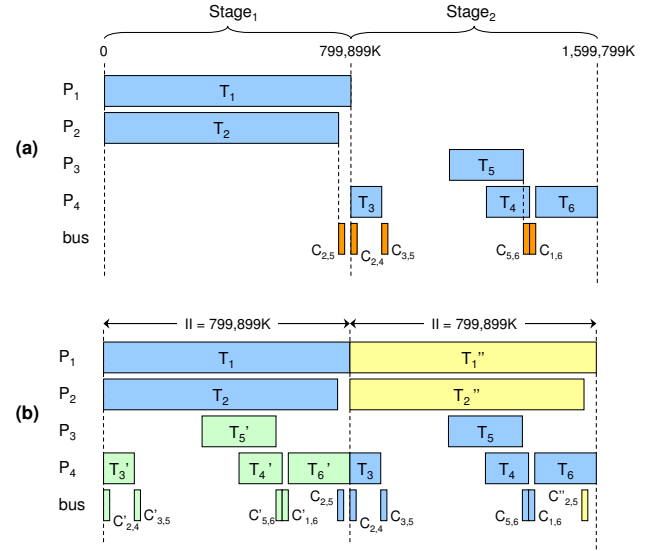 Stage1 Stage2
0 799,899K 1,599,799K
P1 T1
P2 T2
(a)
P3 T5
P4 T3 T4 T6
bus C2,5 C2,4 C3,5 C5,6 C1,6
II = 799,899K II = 799,899K
P1 T1 T1"
P2 T2 T2"
(b)
P3 T5' T5
P4 T3' T4' T6' T3 T4 T6
bus C'2,4 C'3,5 C'5,6 C'1,6 C2,5 C2,4 C3,5 C5,6 C1,6 C"2,5